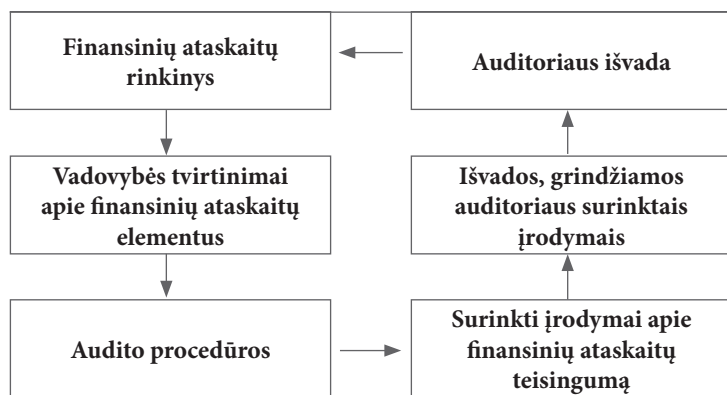 Finansinių ataskaitų
rinkinys
Auditoriaus išvada
Vadovybės tvirtinimai
apie finansinių ataskaitų
elementus
Išvados, grindžiamos
auditoriaus surinktais
įrodymais
Audito procedūros
Surinkti įrodymai apie
finansinių ataskaitų
teisingumą